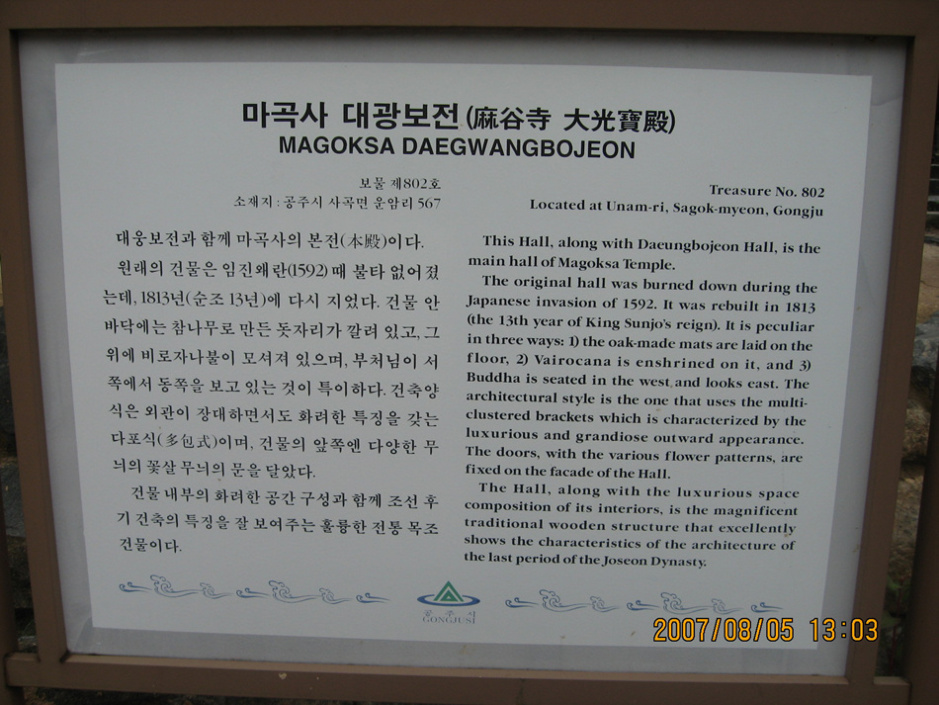 마곡사 대광보전(麻谷寺 大光寶殿)
MAGOKSA DAEGWANGBOJEON
보물 제802호
소재지 : 공주시 사곡면 운암리 567
대웅보전과 함께 마곡사의 본전(本殿)이다.
원래의 건물은 임진왜란(1592) 때 불타 없어졌
는데, 1813년(순조 13년)에 다시 지었다. 건물 안
바닥에는 참나무로 만든 돗자리가 깔려 있고, 그
위에 비로자나불이 모셔져 있으며, 부처님이 서
쪽에서 동쪽을 보고 있는 것이 특이하다. 건축양
식은 외관이 장대하면서도 화려한 특징을 갖는
다포식(多包式)이며, 건물의 앞쪽엔 다양한 무
늬의 꽃살 무늬의 문을 달았다.
건물 내부의 화려한 공간 구성과 함께 조선 후
기 건축의 특징을 잘 보여주는 훌륭한 전통 목조
건물이다.
Treasure No. 802
Located at Unam-ri, Sagok-myeon, Gongju
This Hall, along with Daeungbojeon Hall, is the
main hall of Magoksa Temple.
The original hall was burned down during the
Japanese invasion of 1592. It was rebuilt in 1813
(the 13th year of King Sunjo's reign). It is peculiar
in three ways: 1) the oak-made mats are laid on the
floor, 2) Vairocana is enshrined on it, and 3)
Buddha is seated in the west and looks east. The
architectural style is the one that uses the multi-
clustered brackets which is characterized by the
luxurious and grandiose outward appearance.
The doors, with the various flower patterns, are
fixed on the facade of the Hall.
The Hall, along with the luxurious space
composition of its interiors, is the magnificent
traditional wooden structure that excellently
shows the characteristics of the architecture of
the last period of the Joseon Dynasty.
공 주 시
GONGJUSI
2007/08/05 13:03